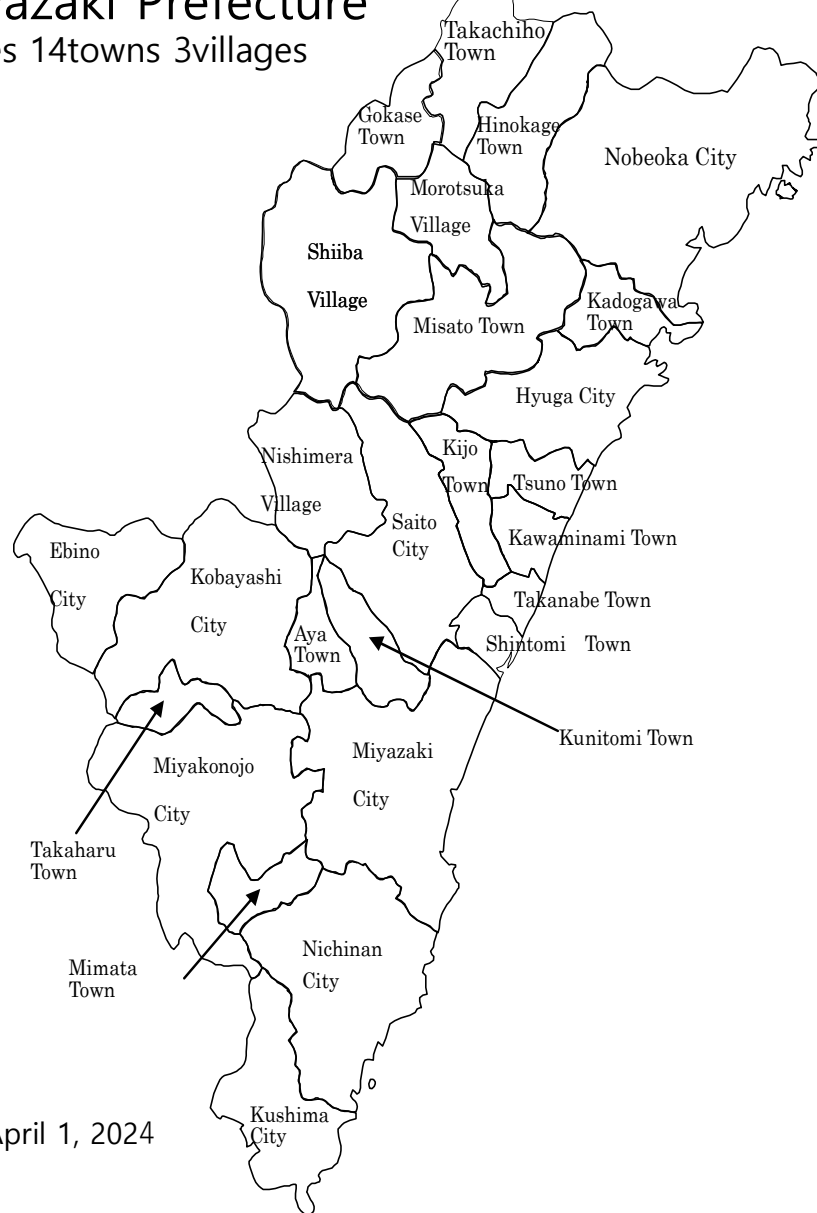 azaki Prefecture
es 14towns 3villages
Takachiho
Town
Gokase
Town
Hinokage
Town
Nobeoka City
Morotsuka
Village
Shiiba
Village
Kadogawa
Town
Misato Town
Hyuga City
Kijo
Town
Nishimera
Village
Tsuno Town
Saito
City
Kawaminami Town
Ebino
City
Kobayashi
City
Takanabe Town
Aya
Town
Shintomi Town
Kunitomi Town
Miyazaki
City
Miyakonojo
City
Takaharu
Town
Nichinan
City
Mimata
Town
Kushima
City
April 1, 2024